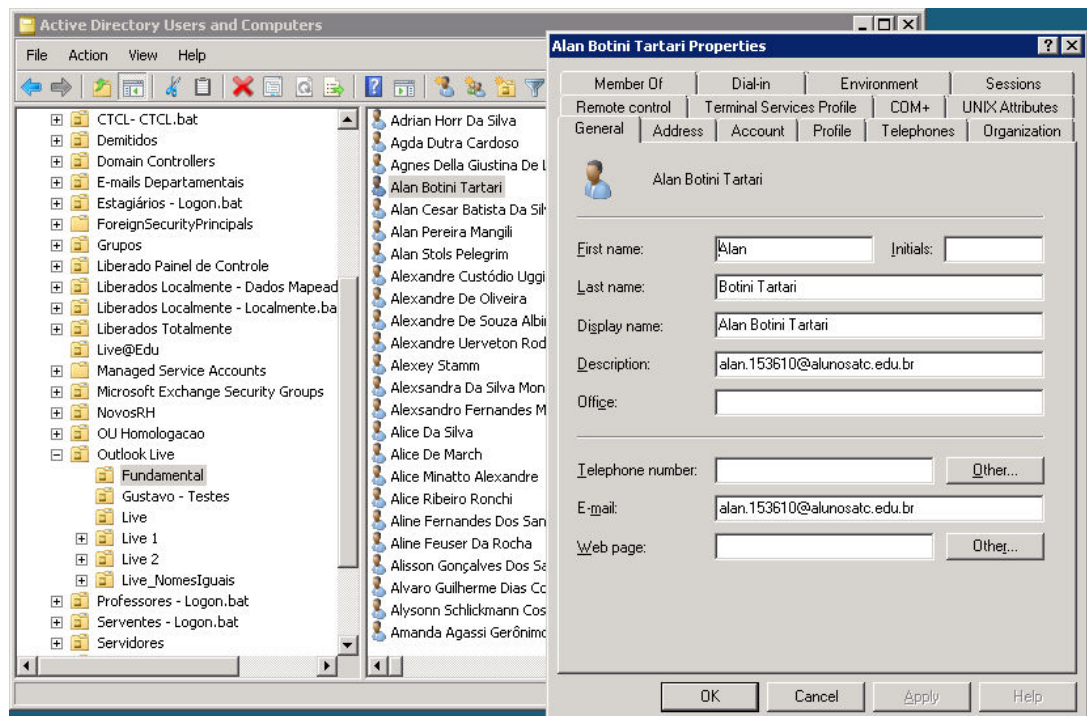 Active Directory Users and Computers
File Action View Help
CTCL- CTCL.bat
Demitidos
Domain Controllers
E-mails Departamentais
Estagiários - Logon.bat
ForeignSecurityPrincipals
Grupos
Liberado Painel de Controle
Liberados Localmente - Dados Mapead
Liberados Localmente - Localmente.ba
Liberados Totalmente
Live@Edu
Managed Service Accounts
Microsoft Exchange Security Groups
NovosRH
OU Homologacao
Outlook Live
Fundamental
Gustavo - Testes
Live
Live 1
Live 2
Live_NomesIguais
Professores - Logon.bat
Serventes - Logon.bat
Servidores
Adrian Horr Da Silva
Agda Dutra Cardoso
Agnes Della Giustina De L
Alan Botini Tartari
Alan Cesar Batista Da Silv
Alan Pereira Mangili
Alan Stols Pelegrim
Alexandre Custódio Uggi
Alexandre De Oliveira
Alexandre De Souza Albi
Alexandre Uerveton Rod
Alexey Stamm
Alexsandra Da Silva Mon
Alexsandro Fernandes M
Alice Da Silva
Alice De March
Alice Minatto Alexandre
Alice Ribeiro Ronchi
Aline Fernandes Dos San
Aline Feuser Da Rocha
Alisson Gonçalves Dos Sa
Alvaro Guilherme Dias Co
Alysonn Schlickmann Cos
Amanda Agassi Gerônimo
Alan Botini Tartari Properties
Member Of Dial-in Environment Sessions
Remote control Terminal Services Profile COM+ UNIX Attributes
General Address Account Profile Telephones Organization
Alan Botini Tartari
First name: Alan Initials:
Last name: Botini Tartari
Display name: Alan Botini Tartari
Description: alan.153610@alunosatc.edu.br
Office:
Telephone number: Other...
E-mail: alan.153610@alunosatc.edu.br
Web page: Other...
OK Cancel Apply Help